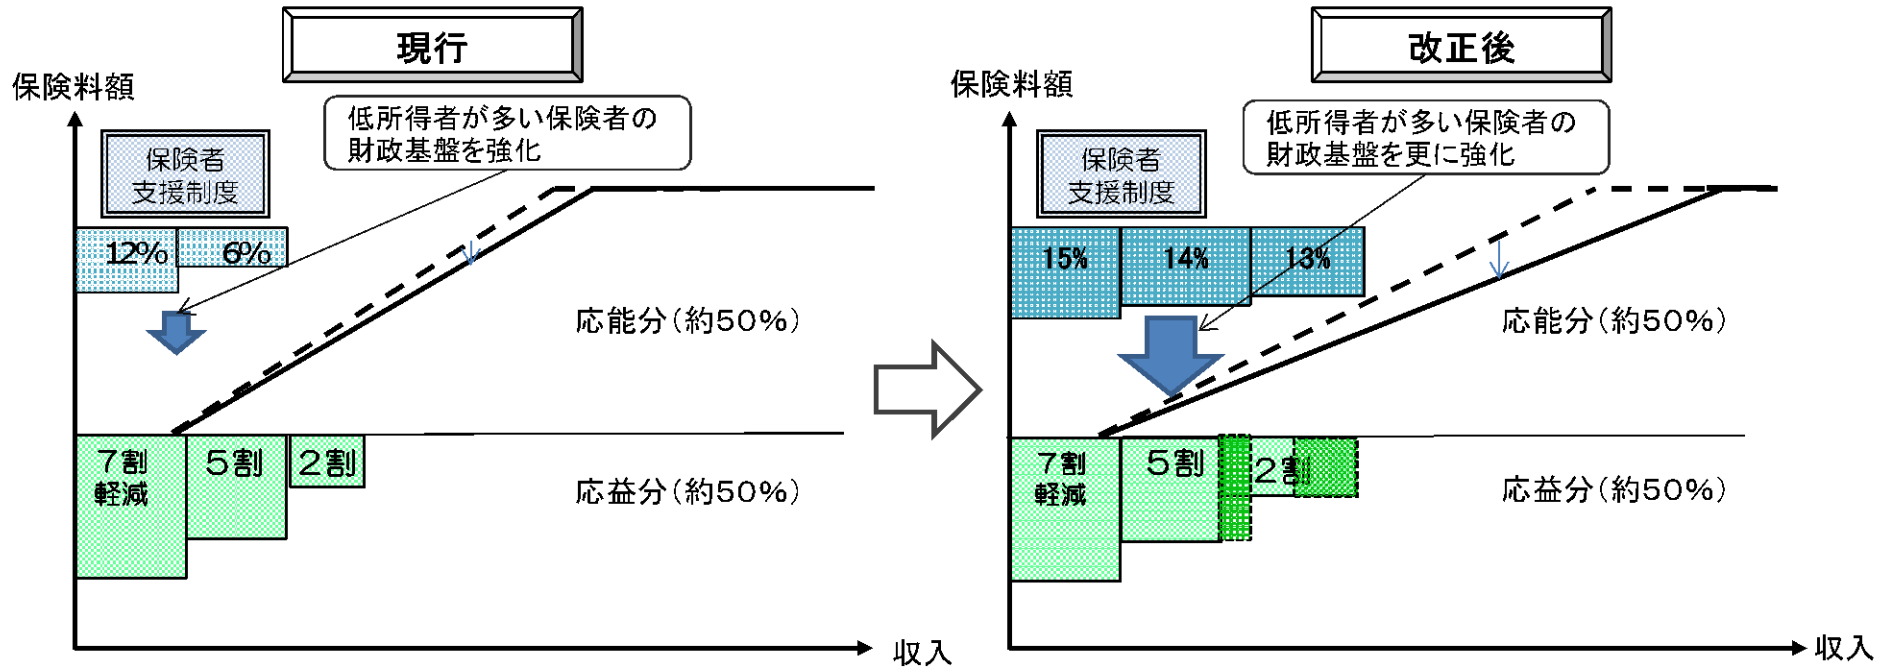 現行
保険料額
低所得者が多い保険者の
財政基盤を強化
保険者
支援制度
12%
6%
応能分(約50%)
7割
軽減
5割
2割
応益分(約50%)
収入
改正後
保険料額
低所得者が多い保険者の
財政基盤を更に強化
保険者
支援制度
15%
14%
13%
応能分(約50%)
7割
軽減
5割
2割
応益分(約50%)
収入